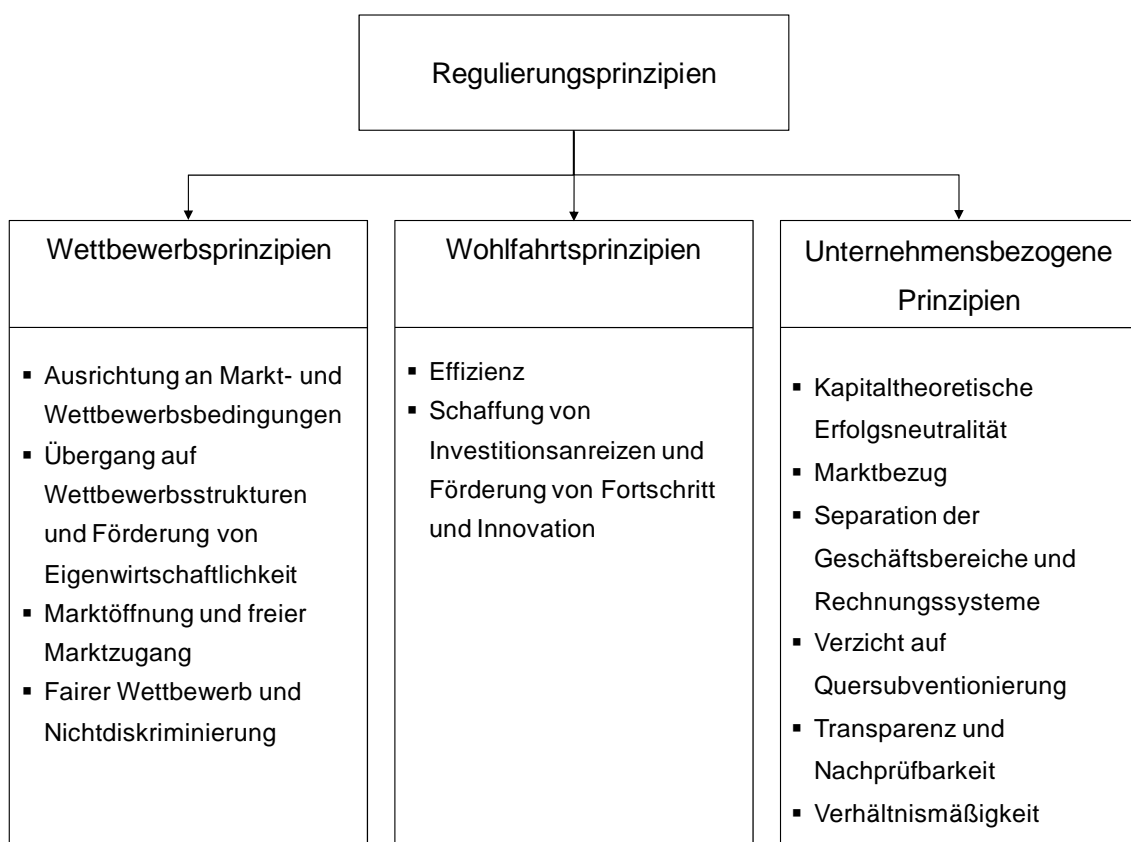 Regulierungsprinzipien
Wettbewerbsprinzipien
▪ Ausrichtung an Markt- und
Wettbewerbsbedingungen
▪ Übergang auf
Wettbewerbsstrukturen
und Förderung von
Eigenwirtschaftlichkeit
▪ Marktöffnung und freier
Marktzugang
▪ Fairer Wettbewerb und
Nichtdiskriminierung
Wohlfahrtsprinzipien
▪ Effizienz
▪ Schaffung von
Investitionsanreizen und
Förderung von Fortschritt
und Innovation
Unternehmensbezogene
Prinzipien
▪ Kapitaltheoretische
Erfolgsneutralität
▪ Marktbezug
▪ Separation der
Geschäftsbereiche und
Rechnungssysteme
▪ Verzicht auf
Quersubventionierung
▪ Transparenz und
Nachprüfbarkeit
▪ Verhältnismäßigkeit